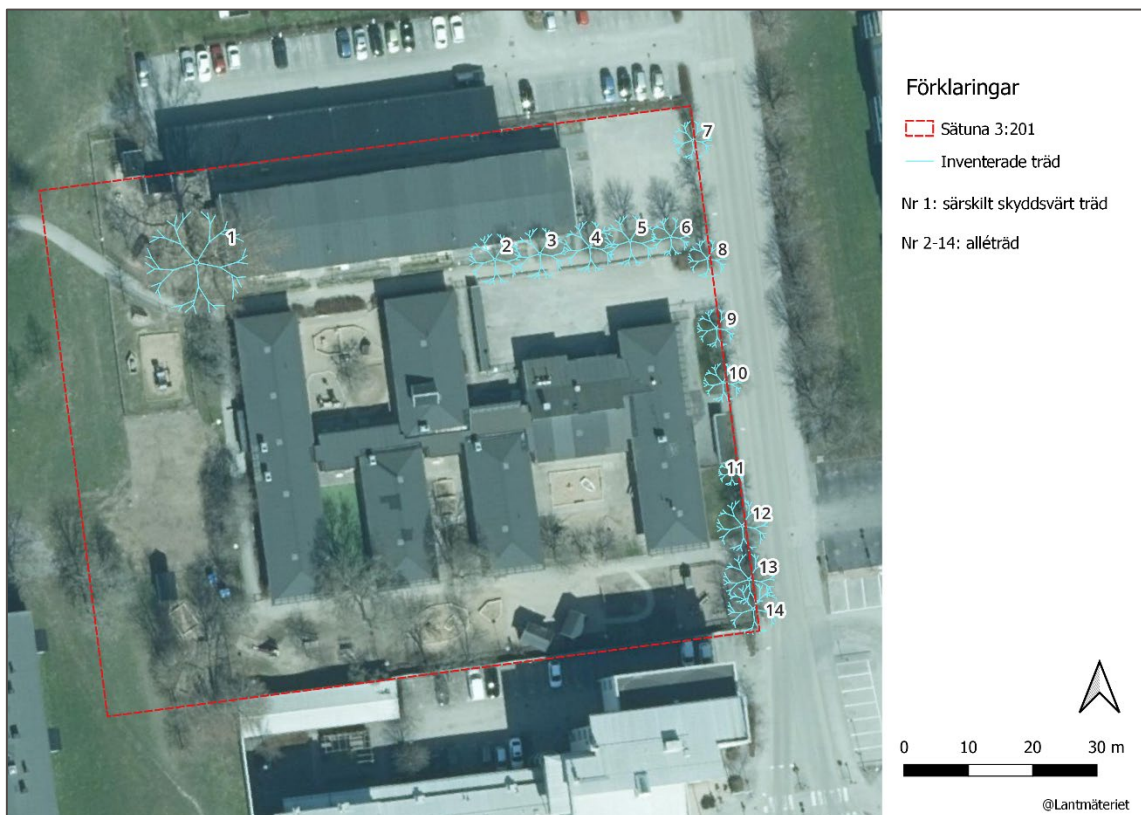 1
2
3
4
5
6
7
8
9
10
11
12
13
14
Förklaringar
Sätuna 3:201
Inventerade träd
Nr 1: särskilt skyddsvärt träd
Nr 2-14: alléträd
0 10 20 30 m
@Lantmäteriet